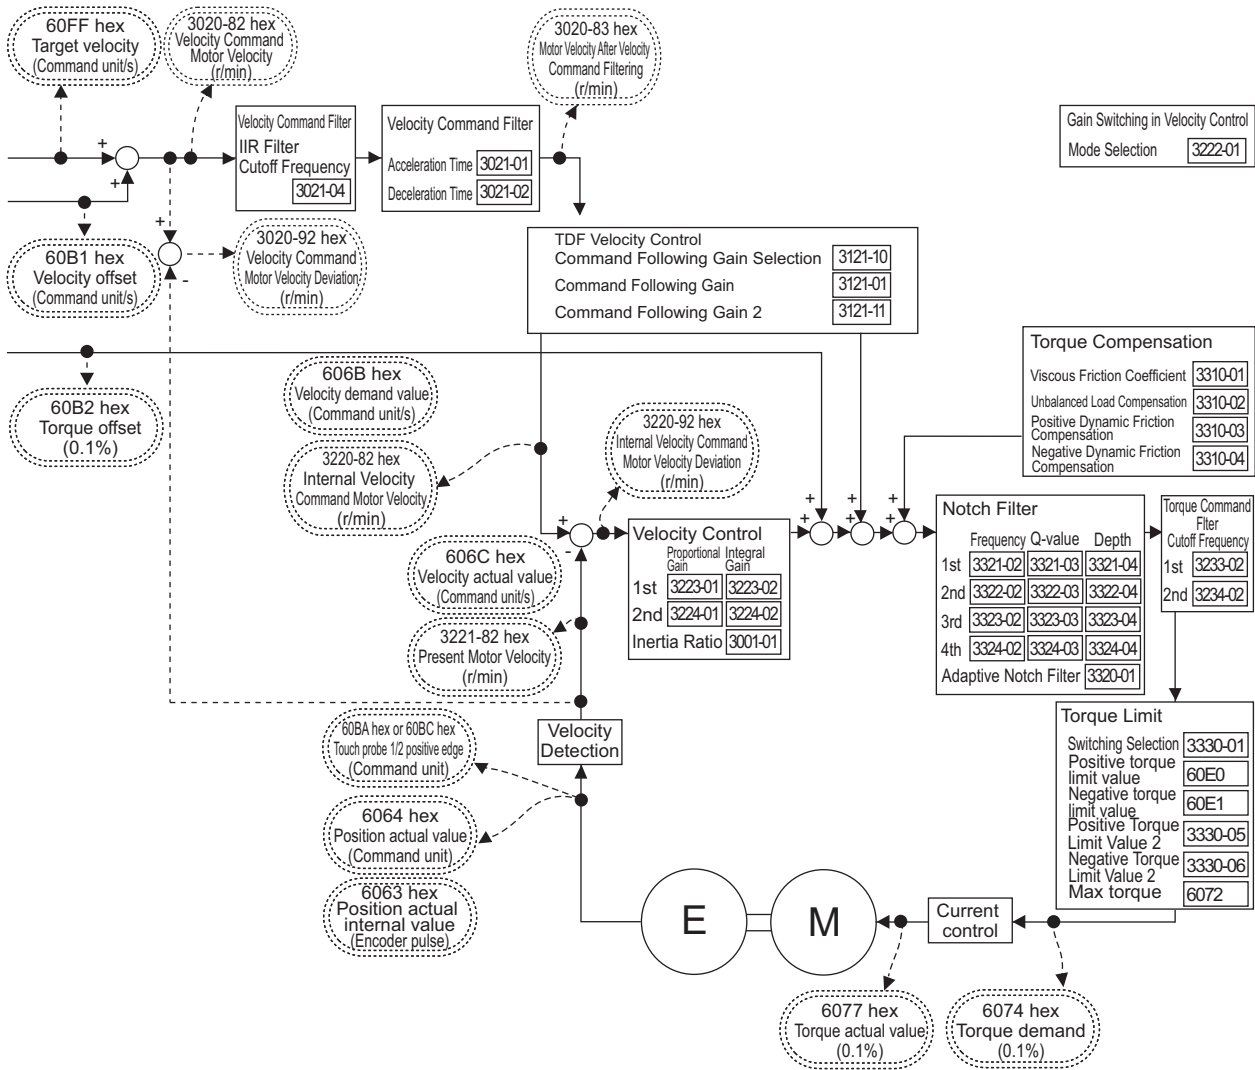 60FF hex
Target velocity
(Command unit/s)
3020-82 hex
Velocity Command
Motor Velocity
(r/min)
3020-83 hex
Motor Velocity After Velocity
Command Filtering
(r/min)
Velocity Command Filter
IIR Filter
Cutoff Frequency
3021-04
Velocity Command Filter
Acceleration Time 3021-01
Deceleration Time 3021-02
Gain Switching in Velocity Control
Mode Selection 3222-01
+
+
+
-
60B1 hex
Velocity offset
(Command unit/s)
3020-92 hex
Velocity Command
Motor Velocity Deviation
(r/min)
TDF Velocity Control
Command Following Gain Selection 3121-10
Command Following Gain 3121-01
Command Following Gain 2 3121-11
Torque Compensation
Viscous Friction Coefficient 3310-01
Unbalanced Load Compensation 3310-02
Positive Dynamic Friction
Compensation 3310-03
Negative Dynamic Friction
Compensation 3310-04
60B2 hex
Torque offset
(0.1%)
606B hex
Velocity demand value
(Command unit/s)
3220-82 hex
Internal Velocity
Command Motor Velocity
(r/min)
3220-92 hex
Internal Velocity Command
Motor Velocity Deviation
(r/min)
+
-
Velocity Control
Proportional Gain
Integral Gain
1st 3223-01 3223-02
2nd 3224-01 3224-02
Inertia Ratio 3001-01
+ + +
+ + +
Notch Filter
Frequency Q-value Depth
1st 3321-02 3321-03 3321-04
2nd 3322-02 3322-03 3322-04
3rd 3323-02 3323-03 3323-04
4th 3324-02 3324-03 3324-04
Adaptive Notch Filter 3320-01
Torque Command
Flter
Cutoff Frequency
1st 3233-02
2nd 3234-02
606C hex
Velocity actual value
(Command unit/s)
3221-82 hex
Present Motor Velocity
(r/min)
Velocity
Detection
60BA hex or 60BC hex
Touch probe 1/2 positive edge
(Command unit)
6064 hex
Position actual value
(Command unit)
6063 hex
Position actual
internal value
(Encoder pulse)
Torque Limit
Switching Selection 3330-01
Positive torque
limit value 60E0
Negative torque
limit value 60E1
Positive Torque
Limit Value 2 3330-05
Negative Torque
Limit Value 2 3330-06
Max torque 6072
E
M
Current
control
6077 hex
Torque actual value
(0.1%)
6074 hex
Torque demand
(0.1%)